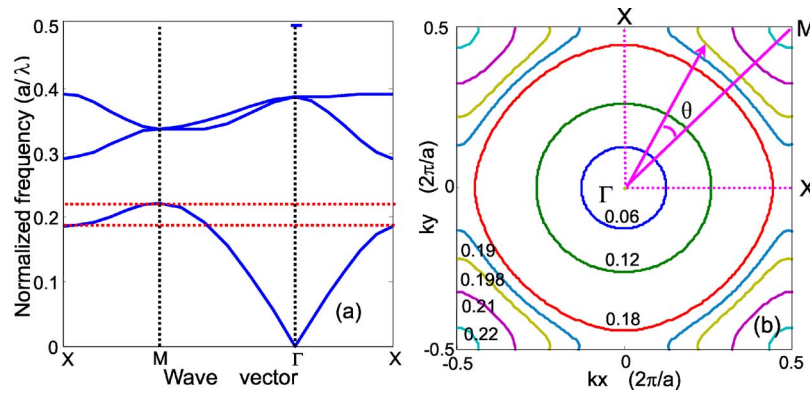 0.5
0.4
0.3
0.2
0.1
0
Normalized frequency (a/λ)
X
M
Γ
X
Wave vector
(a)
X
M
0.5
0
-0.5
ky (2π/a)
θ
Γ
X
0.06
0.12
0.18
0.19
0.198
0.21
0.22
(b)
-0.5
0
0.5
kx (2π/a)